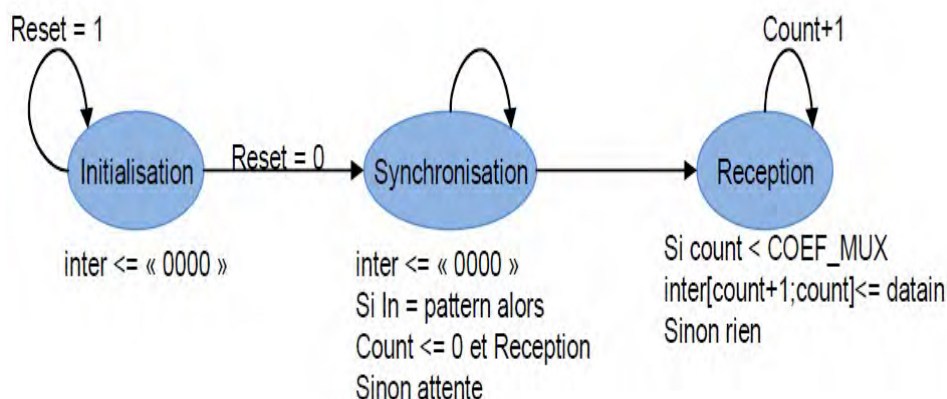 Reset = 1
Count+1
Initialisation
Reset = 0
Synchronisation
Reception
inter <= « 0000 »
inter <= « 0000 »
Si In = pattern alors
Count <= 0 et Reception
Sinon attente
Si count < COEF_MUX
inter[count+1;count]<= datain
Sinon rien